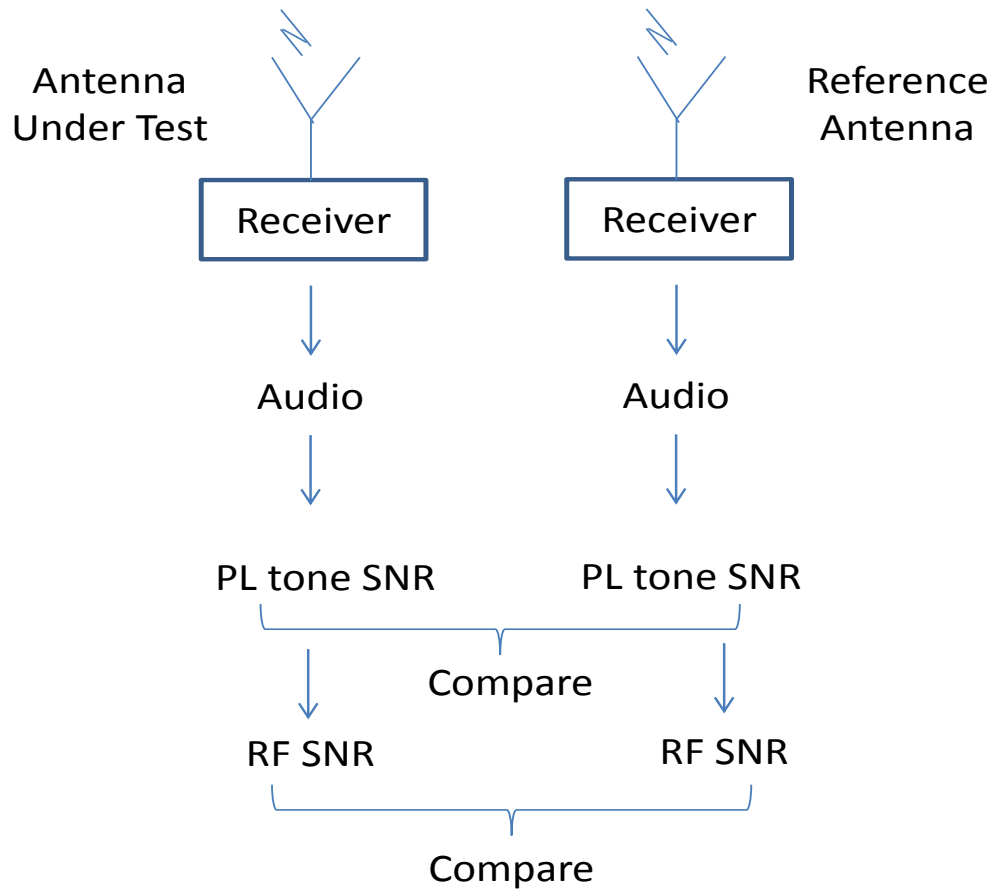 Antenna
Under Test
Reference
Antenna
Receiver
Receiver
Audio
Audio
PL tone SNR
PL tone SNR
Compare
RF SNR
RF SNR
Compare